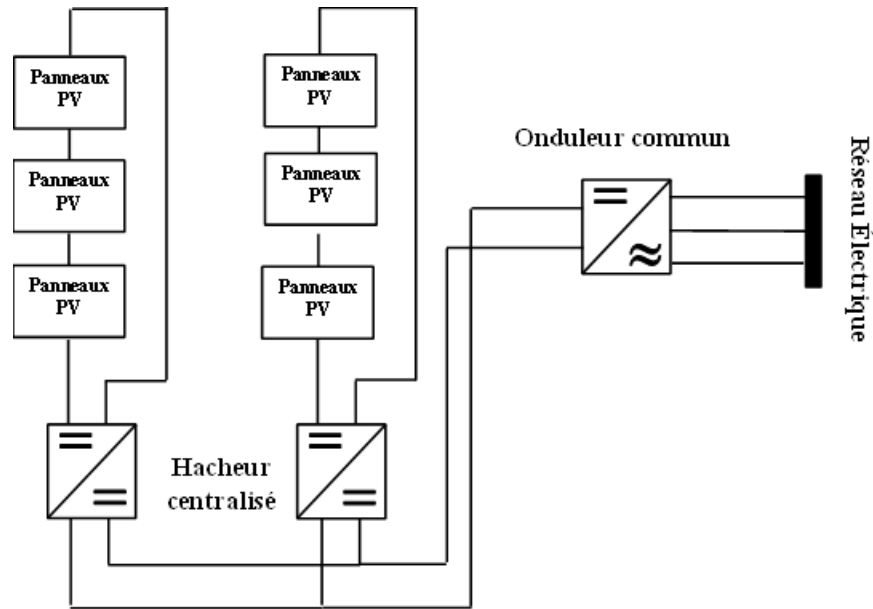 Panneaux
PV
Panneaux
PV
Panneaux
PV
Panneaux
PV
Panneaux
PV
Panneaux
PV
Hacheur
centralisé
Onduleur commun
Réseau Électrique